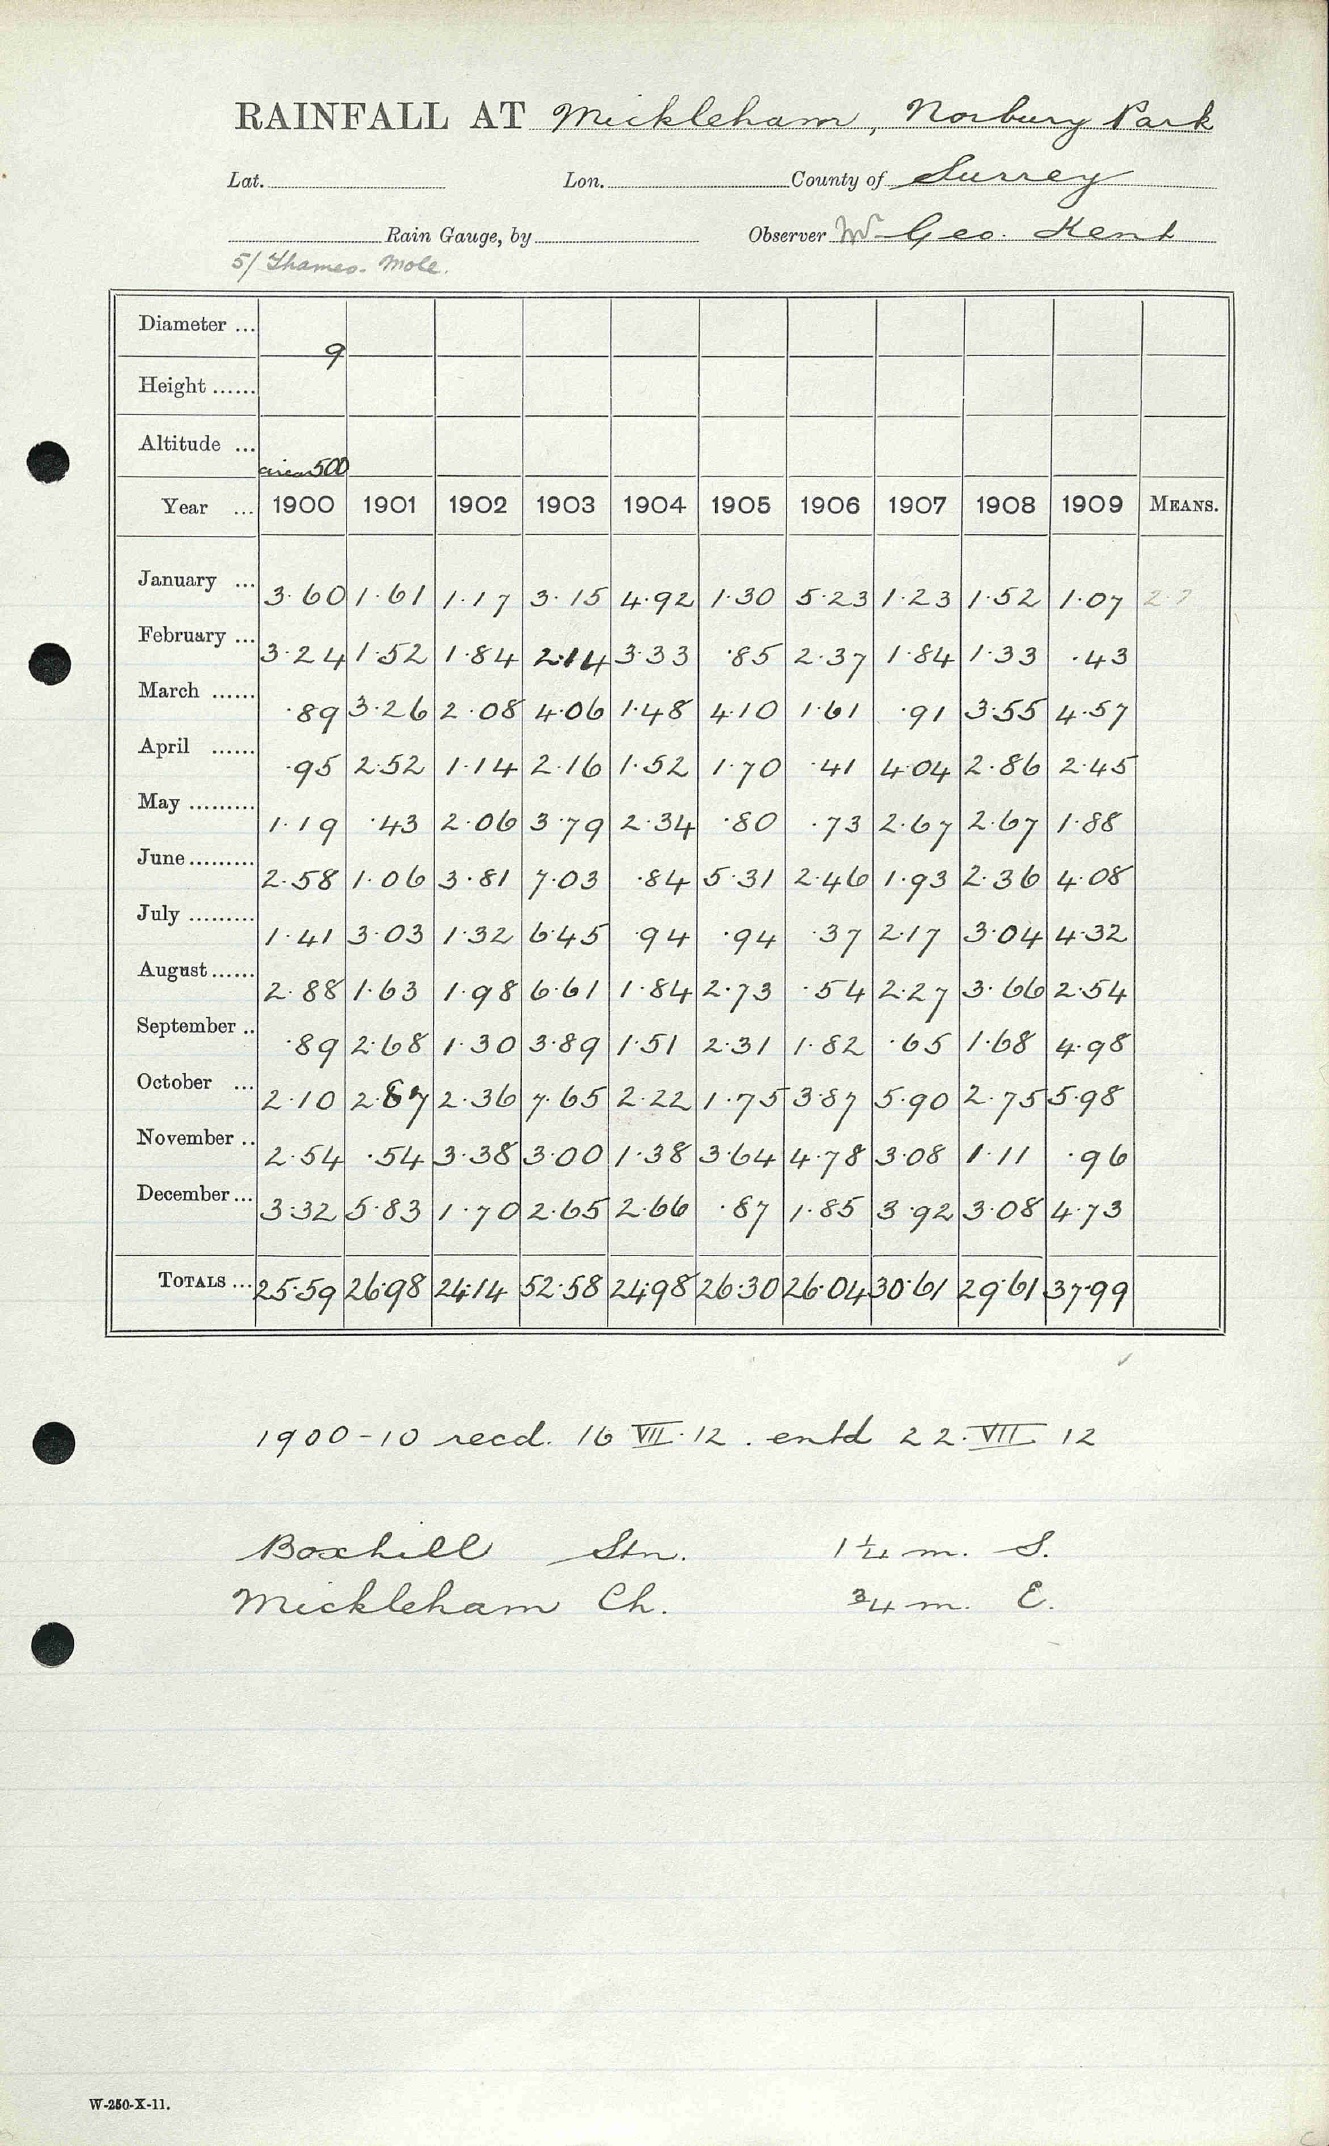 RAINFALL AT Mickleham, Norbury Park
Lat. Lon. County of Surrey
Rain Gauge, by Observer Mr Geo. Kent
5/ Thames. Mole.
Diameter ...
9
Height ......
Altitude ...
circa 500
Year ... 1900 1901 1902 1903 1904 1905 1906 1907 1908 1909 MEANS.
January ... 3.60 1.61 1.17 3.15 4.92 1.30 5.23 1.23 1.52 1.07 2.7
February ... 3.24 1.52 1.84 2.14 3.33 .85 2.37 1.84 1.33 .43
March ...... .89 3.26 2.08 4.06 1.48 4.10 1.61 .91 3.55 4.57
April ...... .95 2.52 1.14 2.16 1.52 1.70 .41 4.04 2.86 2.45
May ......... 1.19 .43 2.06 3.79 2.34 .80 .73 2.67 2.67 1.88
June......... 2.58 1.06 3.81 7.03 .84 5.31 2.46 1.93 2.36 4.08
July ......... 1.41 3.03 1.32 6.45 .94 .94 .37 2.17 3.04 4.32
August...... 2.88 1.63 1.98 6.61 1.84 2.73 .54 2.27 3.66 2.54
September .. .89 2.68 1.30 3.89 1.51 2.31 1.82 .65 1.68 4.98
October ... 2.10 2.87 2.36 7.65 2.22 1.75 3.87 5.90 2.75 5.98
November .. 2.54 .54 3.38 3.00 1.38 3.64 4.78 3.08 1.11 .96
December ... 3.32 5.83 1.70 2.65 2.66 .87 1.85 3.92 3.08 4.73
TOTALS ... 25.59 26.98 24.14 52.58 24.98 26.30 26.04 30.61 29.61 37.99
1900-10 recd. 16 VII.12. entd 22.VII 12
Boxhill Stn. 1 1/4 m. S.
Mickleham Ch. 3/4 m. E.
W-250-X-11.